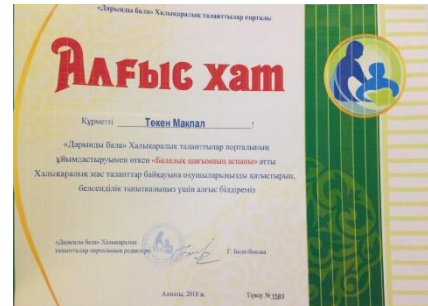 «Дарынды бала» Халықаралық таланттылар порталы
Алғыс хат
Құрметті Төкен Мақпал !
«Дарынды бала» Халықаралық таланттылар порталының
ұйымдастыруымен өткен «Балалық шағымның аспаны» атты
Халықаралық жас таланттар байқауына оқушыларыңызды қатыстырып,
белсенділік танытқаныңыз үшін алғыс білдіреміз
«Дарынды бала» Халықаралық
таланттылар порталының редакторы
Алматы, 2018 ж. Тіркеу № 1583